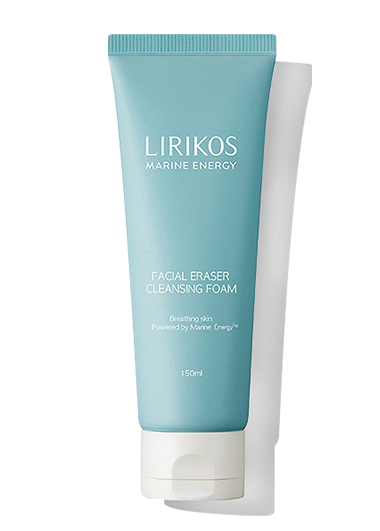 LIRIKOS
MARINE ENERGY
FACIAL ERASER
CLEANSING FOAM
Breathing skin
Powered by Marine Energy™
150ml